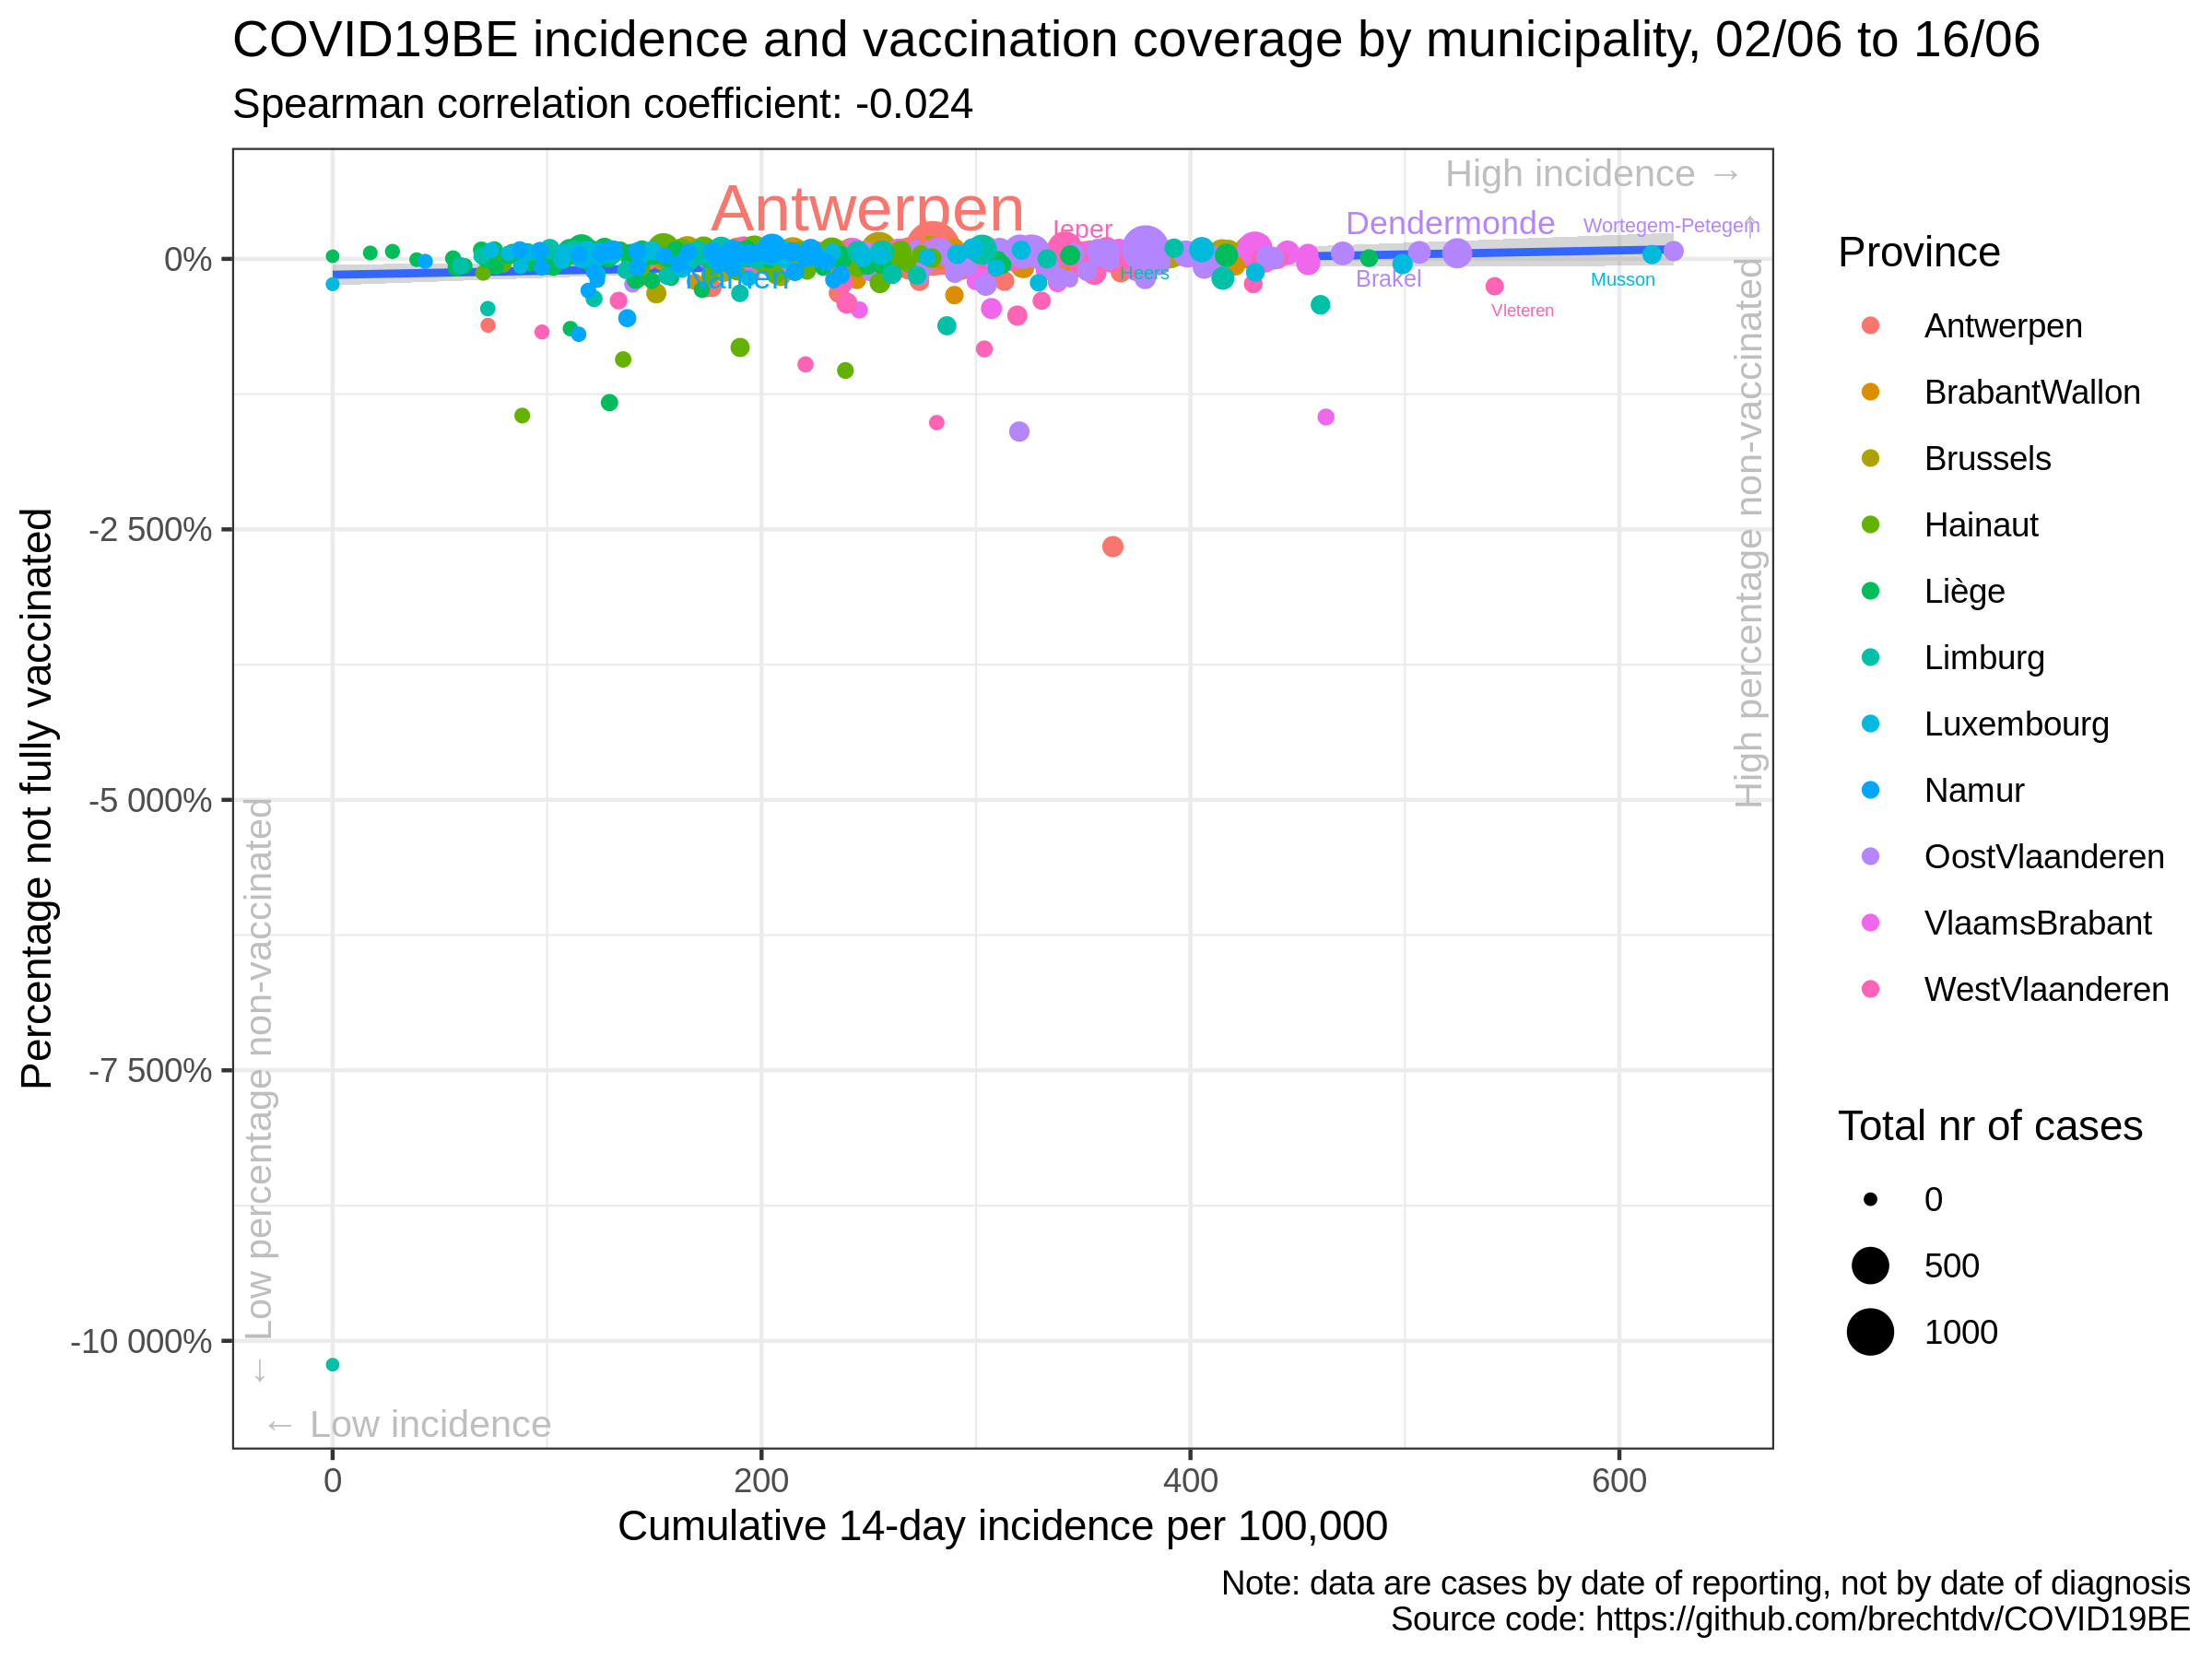 COVID19BE incidence and vaccination coverage by municipality, 02/06 to 16/06
Spearman correlation coefficient: -0.024
High incidence →
High percentage non-vaccinated →
Antwerpen
Ieper
Dendermonde
Wortegem-Petegem
Namen
Heers
Brakel
Musson
Vleteren
0%
-2 500%
-5 000%
-7 500%
-10 000%
Percentage not fully vaccinated
← Low percentage non-vaccinated
← Low incidence
0
200
400
600
Cumulative 14-day incidence per 100,000
Province
Antwerpen
BrabantWallon
Brussels
Hainaut
Liège
Limburg
Luxembourg
Namur
OostVlaanderen
VlaamsBrabant
WestVlaanderen
Total nr of cases
0
500
1000
Note: data are cases by date of reporting, not by date of diagnosis
Source code: https://github.com/brechtdv/COVID19BE